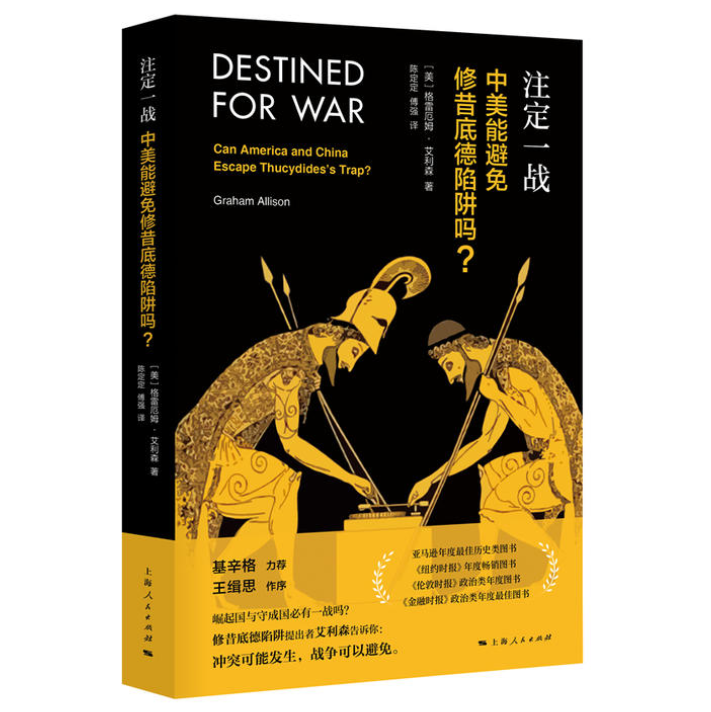 注定一战
中美能避免修昔底德陷阱吗?
[美] 格雷厄姆·艾利森 著
陈定定 傅强 译
上海人民出版社
DESTINED
FOR WAR
Can America and China
Escape Thucydides's Trap?
Graham Allison
注定一战
中美能避免
修昔底德陷阱吗?
[美] 格雷厄姆·艾利森 著
陈定定 傅强 译
基辛格 力荐
王缉思 作序
崛起国与守成国必有一战吗?
修昔底德陷阱提出者艾利森告诉你:
冲突可能发生,战争可以避免。
亚马逊年度最佳历史类图书
《纽约时报》年度畅销图书
《伦敦时报》政治类年度图书
《金融时报》政治类年度最佳图书
上海人民出版社